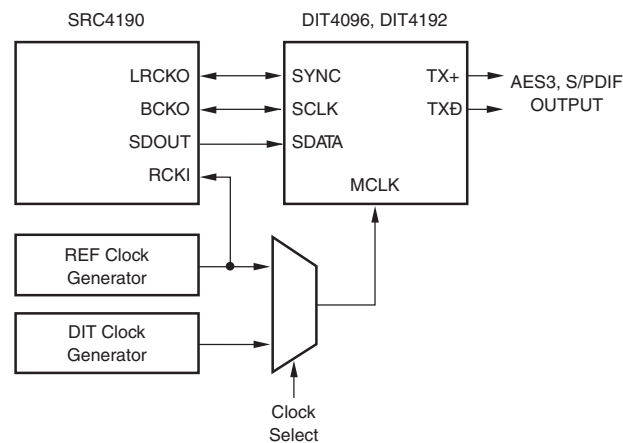 SRC4190
DIT4096, DIT4192
LRCKO
SYNC
TX+
BCKO
SCLK
TXÐ
SDOUT
SDATA
RCKI
MCLK
AES3, S/PDIF
OUTPUT
REF Clock
Generator
DIT Clock
Generator
Clock
Select